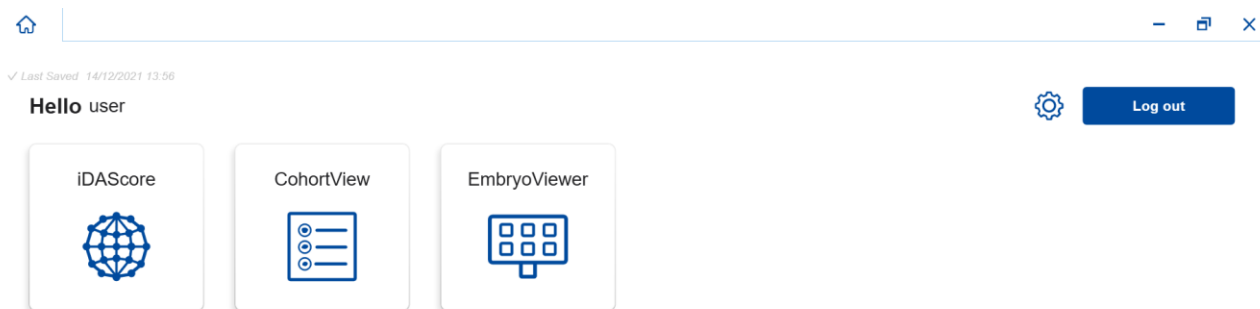 Last Saved 14/12/2021 13:56
Hello user
Log out
iDAScore
CohortView
EmbryoViewer